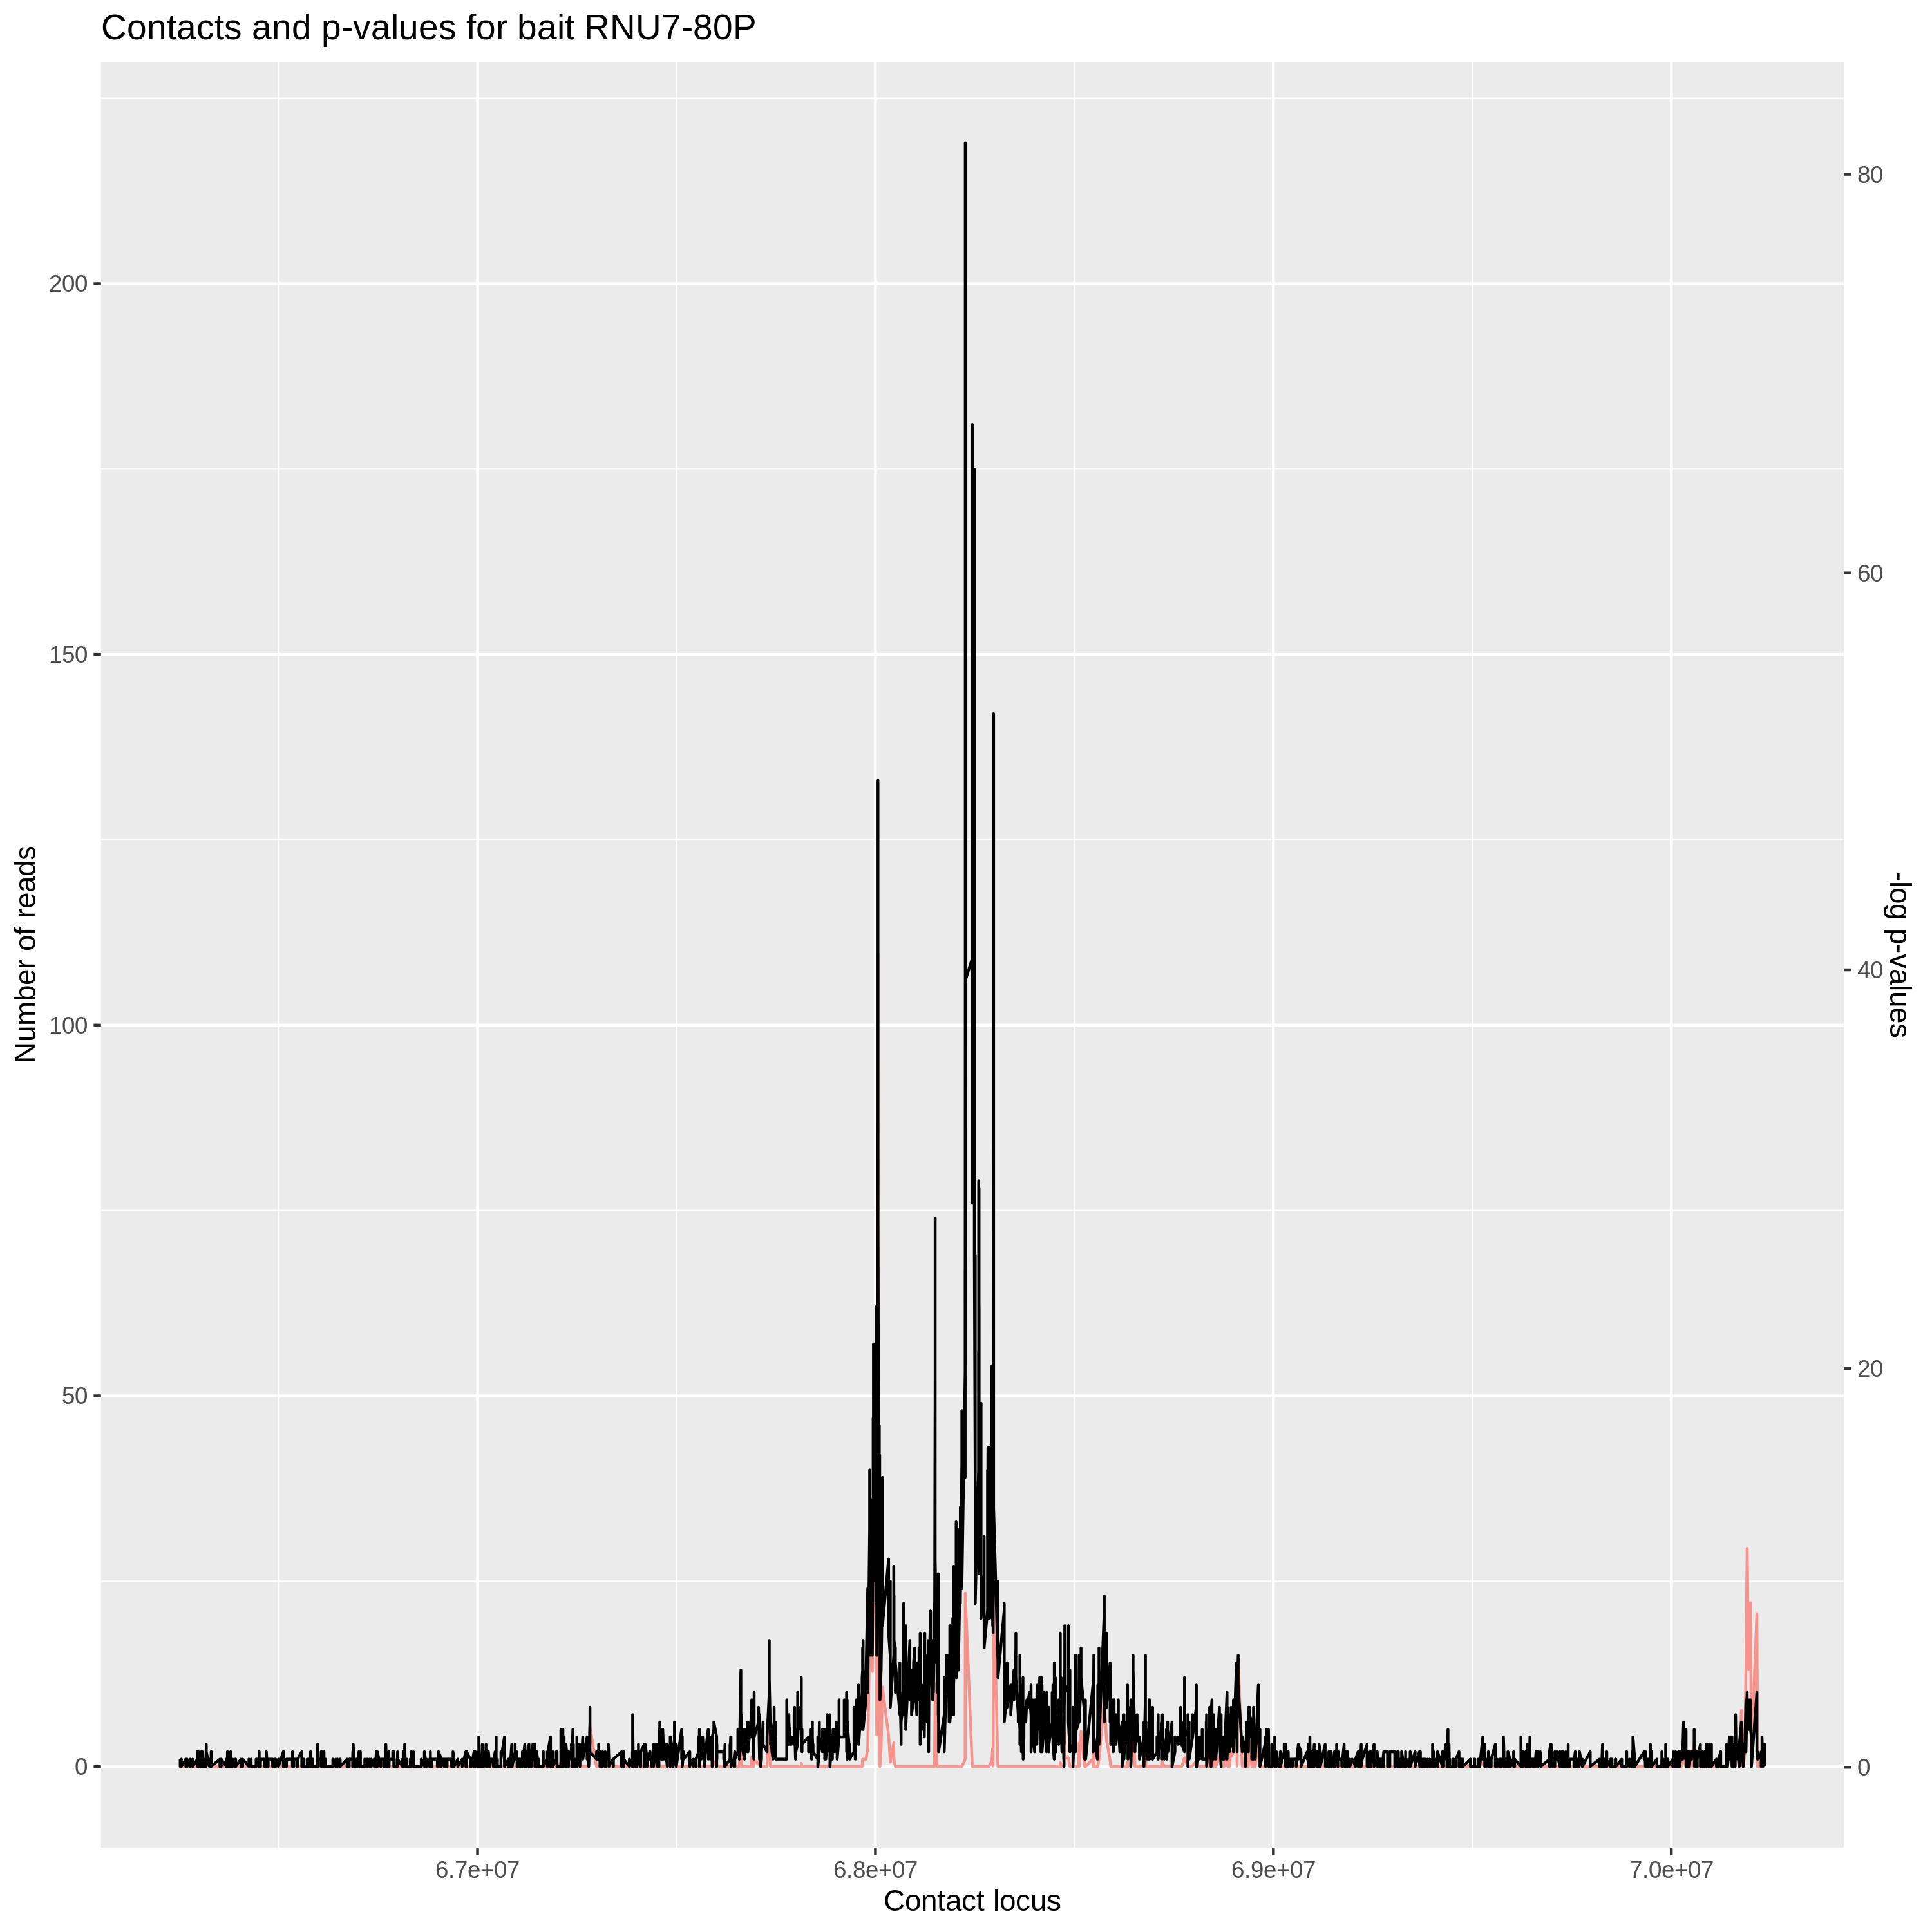 Contacts and p-values for bait RNU7-80P
200
150
100
50
0
Number of reads
80
60
40
20
0
-log p-values
6.7e+07
6.8e+07
6.9e+07
7.0e+07
Contact locus